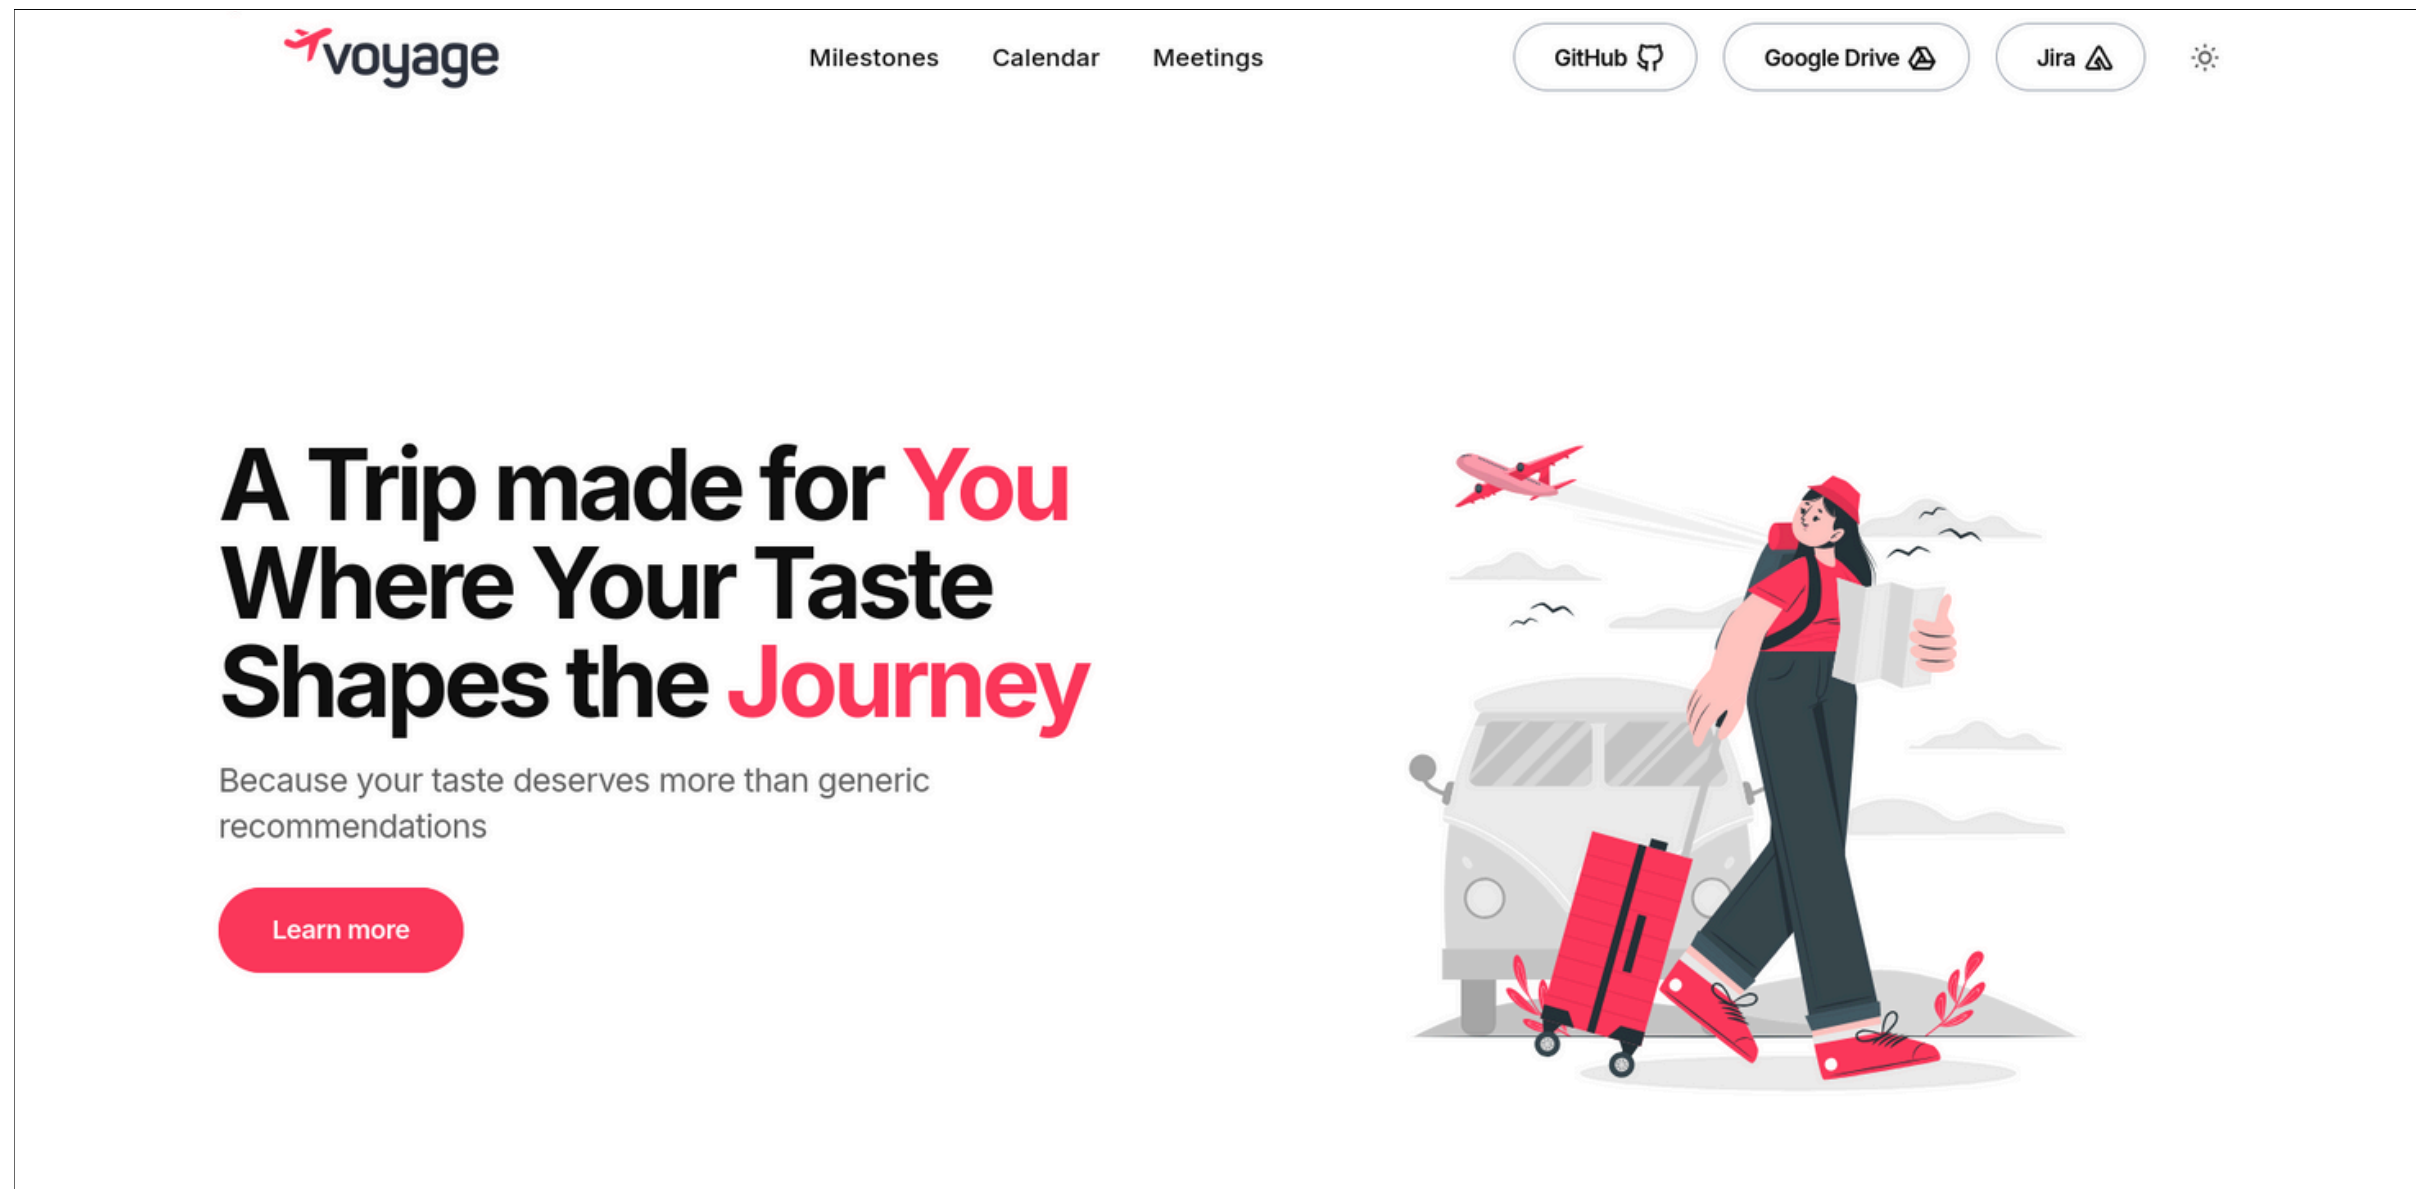 voyage
Milestones
Calendar
Meetings
GitHub
Google Drive
Jira
A Trip made for You
Where Your Taste
Shapes the Journey
Because your taste deserves more than generic
recommendations
Learn more